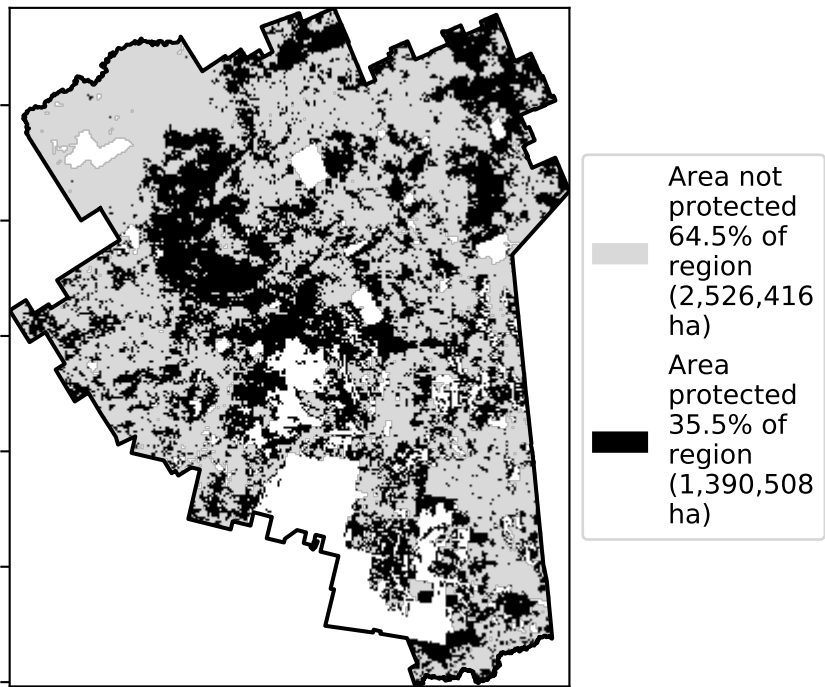 Area not
protected
64.5% of
region
(2,526,416
ha)
Area
protected
35.5% of
region
(1,390,508
ha)